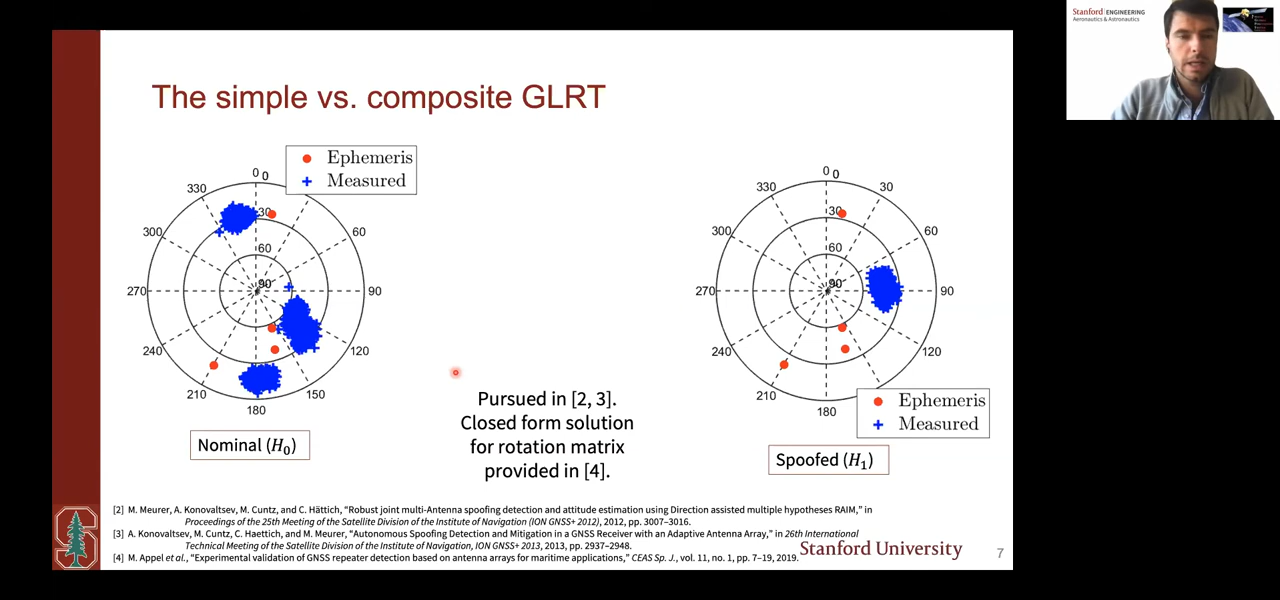 Stanford | ENGINEERING
Aeronautics & Astronautics
The simple vs. composite GLRT
Ephemeris
Measured
0 0
30
60
90
330
60
300
270
90
240
120
210
150
180
Nominal (H₀)
Pursued in [2, 3].
Closed form solution
for rotation matrix
provided in [4].
0 0
330
30
30
300
60
60
90
270
90
240
120
210
180
Ephemeris
Measured
Spoofed (H₁)
[2] M. Meurer, A. Konovaltsev, M. Cuntz, and C. Hättich, “Robust joint multi-Antenna spoofing detection and attitude estimation using Direction assisted multiple hypotheses RAIM,” in
Proceedings of the 25th Meeting of the Satellite Division of the Institute of Navigation (ION GNSS+ 2012), 2012, pp. 3007–3016.
[3] A. Konovaltsev, M. Cuntz, C. Haettich, and M. Meurer, “Autonomous Spoofing Detection and Mitigation in a GNSS Receiver with an Adaptive Antenna Array,” in 26th International
Technical Meeting of the Satellite Division of the Institute of Navigation, ION GNSS+ 2013, 2013, pp. 2937–2948.
[4] M. Appel et al., “Experimental validation of GNSS repeater detection based on antenna arrays for maritime applications,” CEAS Sp. J., vol. 11, no. 1, pp. 7–19, 2019.
Stanford University
7
S